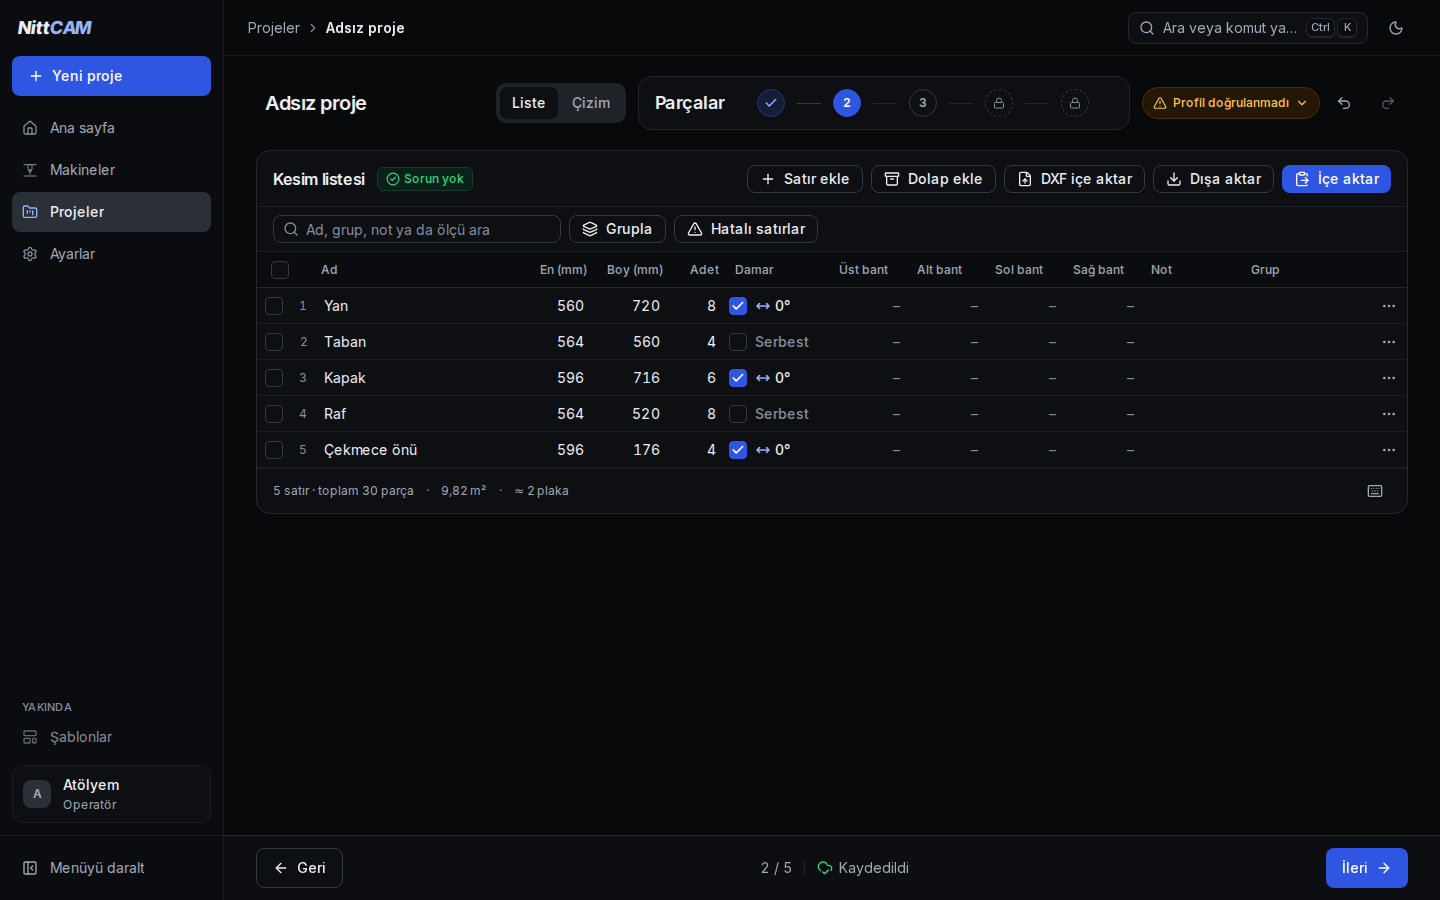 NittCAM
Projeler > Adsız proje
Ara veya komut ya… Ctrl K
Yeni proje
Ana sayfa
Makineler
Projeler
Ayarlar
Adsız proje
Liste Çizim
Parçalar 2 3
Profil doğrulanmadı
Kesim listesi Sorun yok
Satır ekle Dolap ekle DXF içe aktar Dışa aktar İçe aktar
Ad, grup, not ya da ölçü ara Grupla Hatalı satırlar
Ad En (mm) Boy (mm) Adet Damar Üst bant Alt bant Sol bant Sağ bant Not Grup
1 Yan 560 720 8 ↔ 0° – – – –
2 Taban 564 560 4 Serbest – – – –
3 Kapak 596 716 6 ↔ 0° – – – –
4 Raf 564 520 8 Serbest – – – –
5 Çekmece önü 596 176 4 ↔ 0° – – – –
5 satır · toplam 30 parça · 9,82 m² · ≈ 2 plaka
YAKINDA
Şablonlar
A Atölyem
Operatör
Menüyü daralt
Geri 2 / 5 Kaydedildi İleri